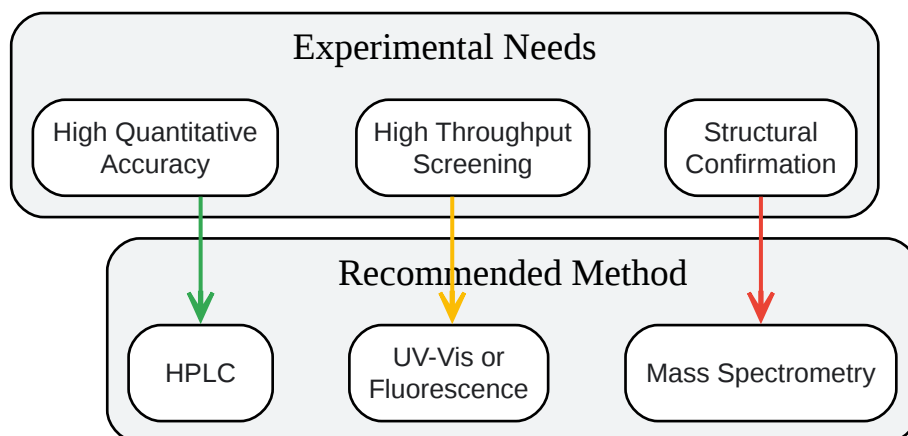 Experimental Needs
High Quantitative
Accuracy
High Throughput
Screening
Structural
Confirmation
Recommended Method
HPLC
UV-Vis or
Fluorescence
Mass Spectrometry